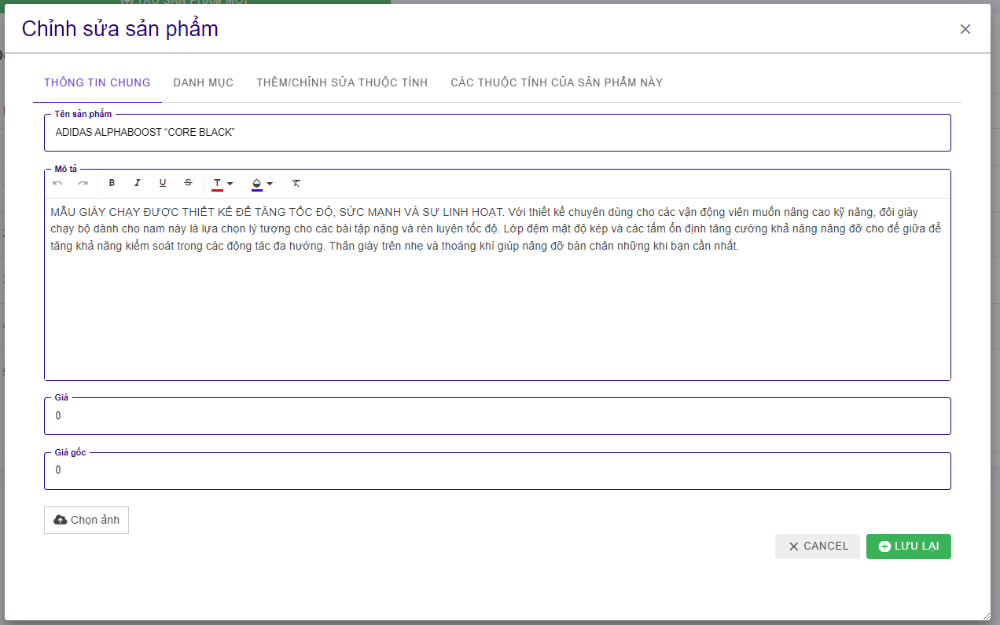 TẠO SẢN PHẨM MỚI
Chỉnh sửa sản phẩm
THÔNG TIN CHUNG DANH MỤC THÊM/CHỈNH SỬA THUỘC TÍNH CÁC THUỘC TÍNH CỦA SẢN PHẨM NÀY
Tên sản phẩm
ADIDAS ALPHABOOST “CORE BLACK”
Mô tả
B I U S T T
MẪU GIÀY CHẠY ĐƯỢC THIẾT KẾ ĐỂ TĂNG TỐC ĐỘ, SỨC MẠNH VÀ SỰ LINH HOẠT. Với thiết kế chuyên dùng cho các vận động viên muốn nâng cao kỹ năng, đôi giày
chạy bộ dành cho nam này là lựa chọn lý tượng cho các bài tập nặng và rèn luyện tốc độ. Lớp đệm mật độ kép và các tấm ổn định tăng cường khả năng nâng đỡ cho đế giữa để
tăng khả năng kiểm soát trong các động tác đa hướng. Thân giày trên nhẹ và thoáng khí giúp nâng đỡ bàn chân những khi bạn cần nhất.
Giá
0
Giá gốc
0
Chọn ảnh
CANCEL LƯU LẠI